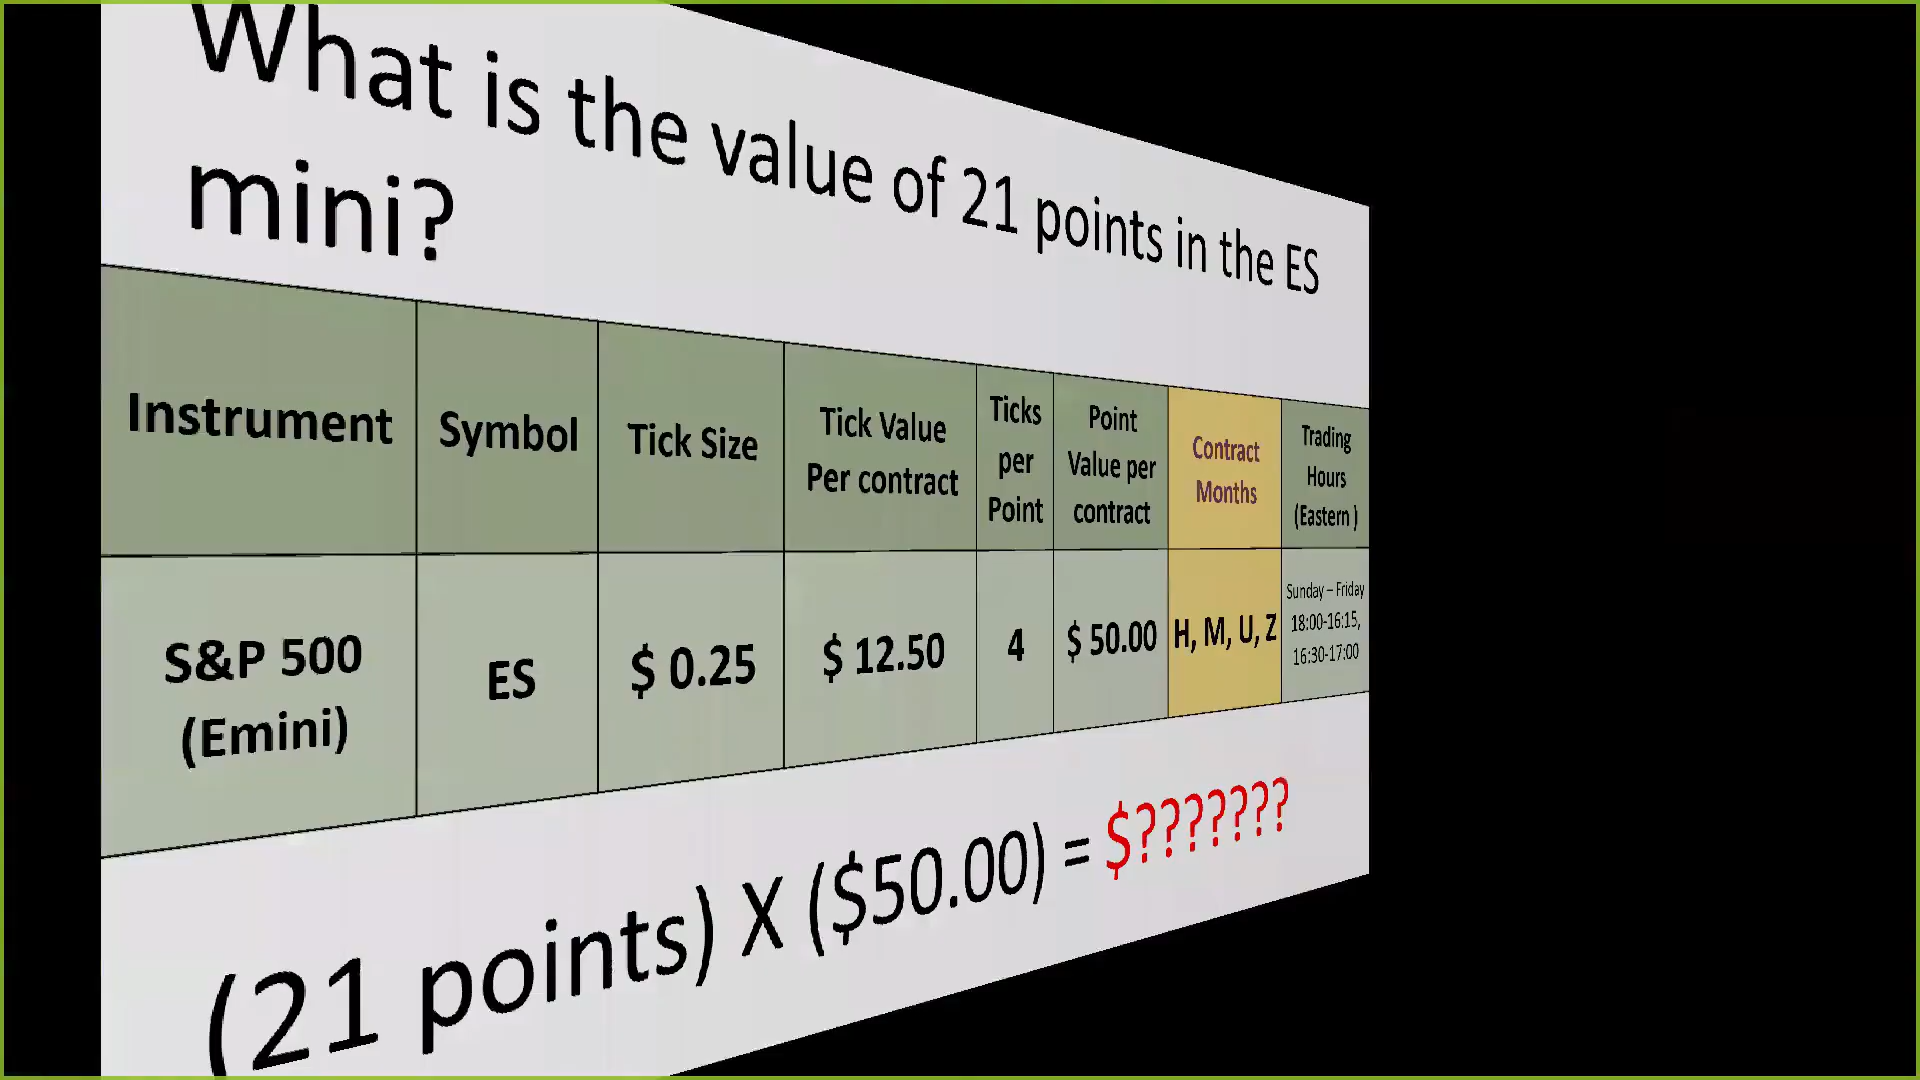 What is the value of 21 points in the ES
mini?
Instrument
Symbol
Tick Size
Tick Value
Per contract
Ticks
per
Point
Point
Value per
contract
Contract
Months
Trading
Hours
(Eastern )
S&P 500
(Emini)
ES
$ 0.25
$ 12.50
4
$ 50.00
H, M, U, Z
Sunday – Friday
18:00-16:15,
16:30-17:00
(21 points) X ($50.00) = $???????